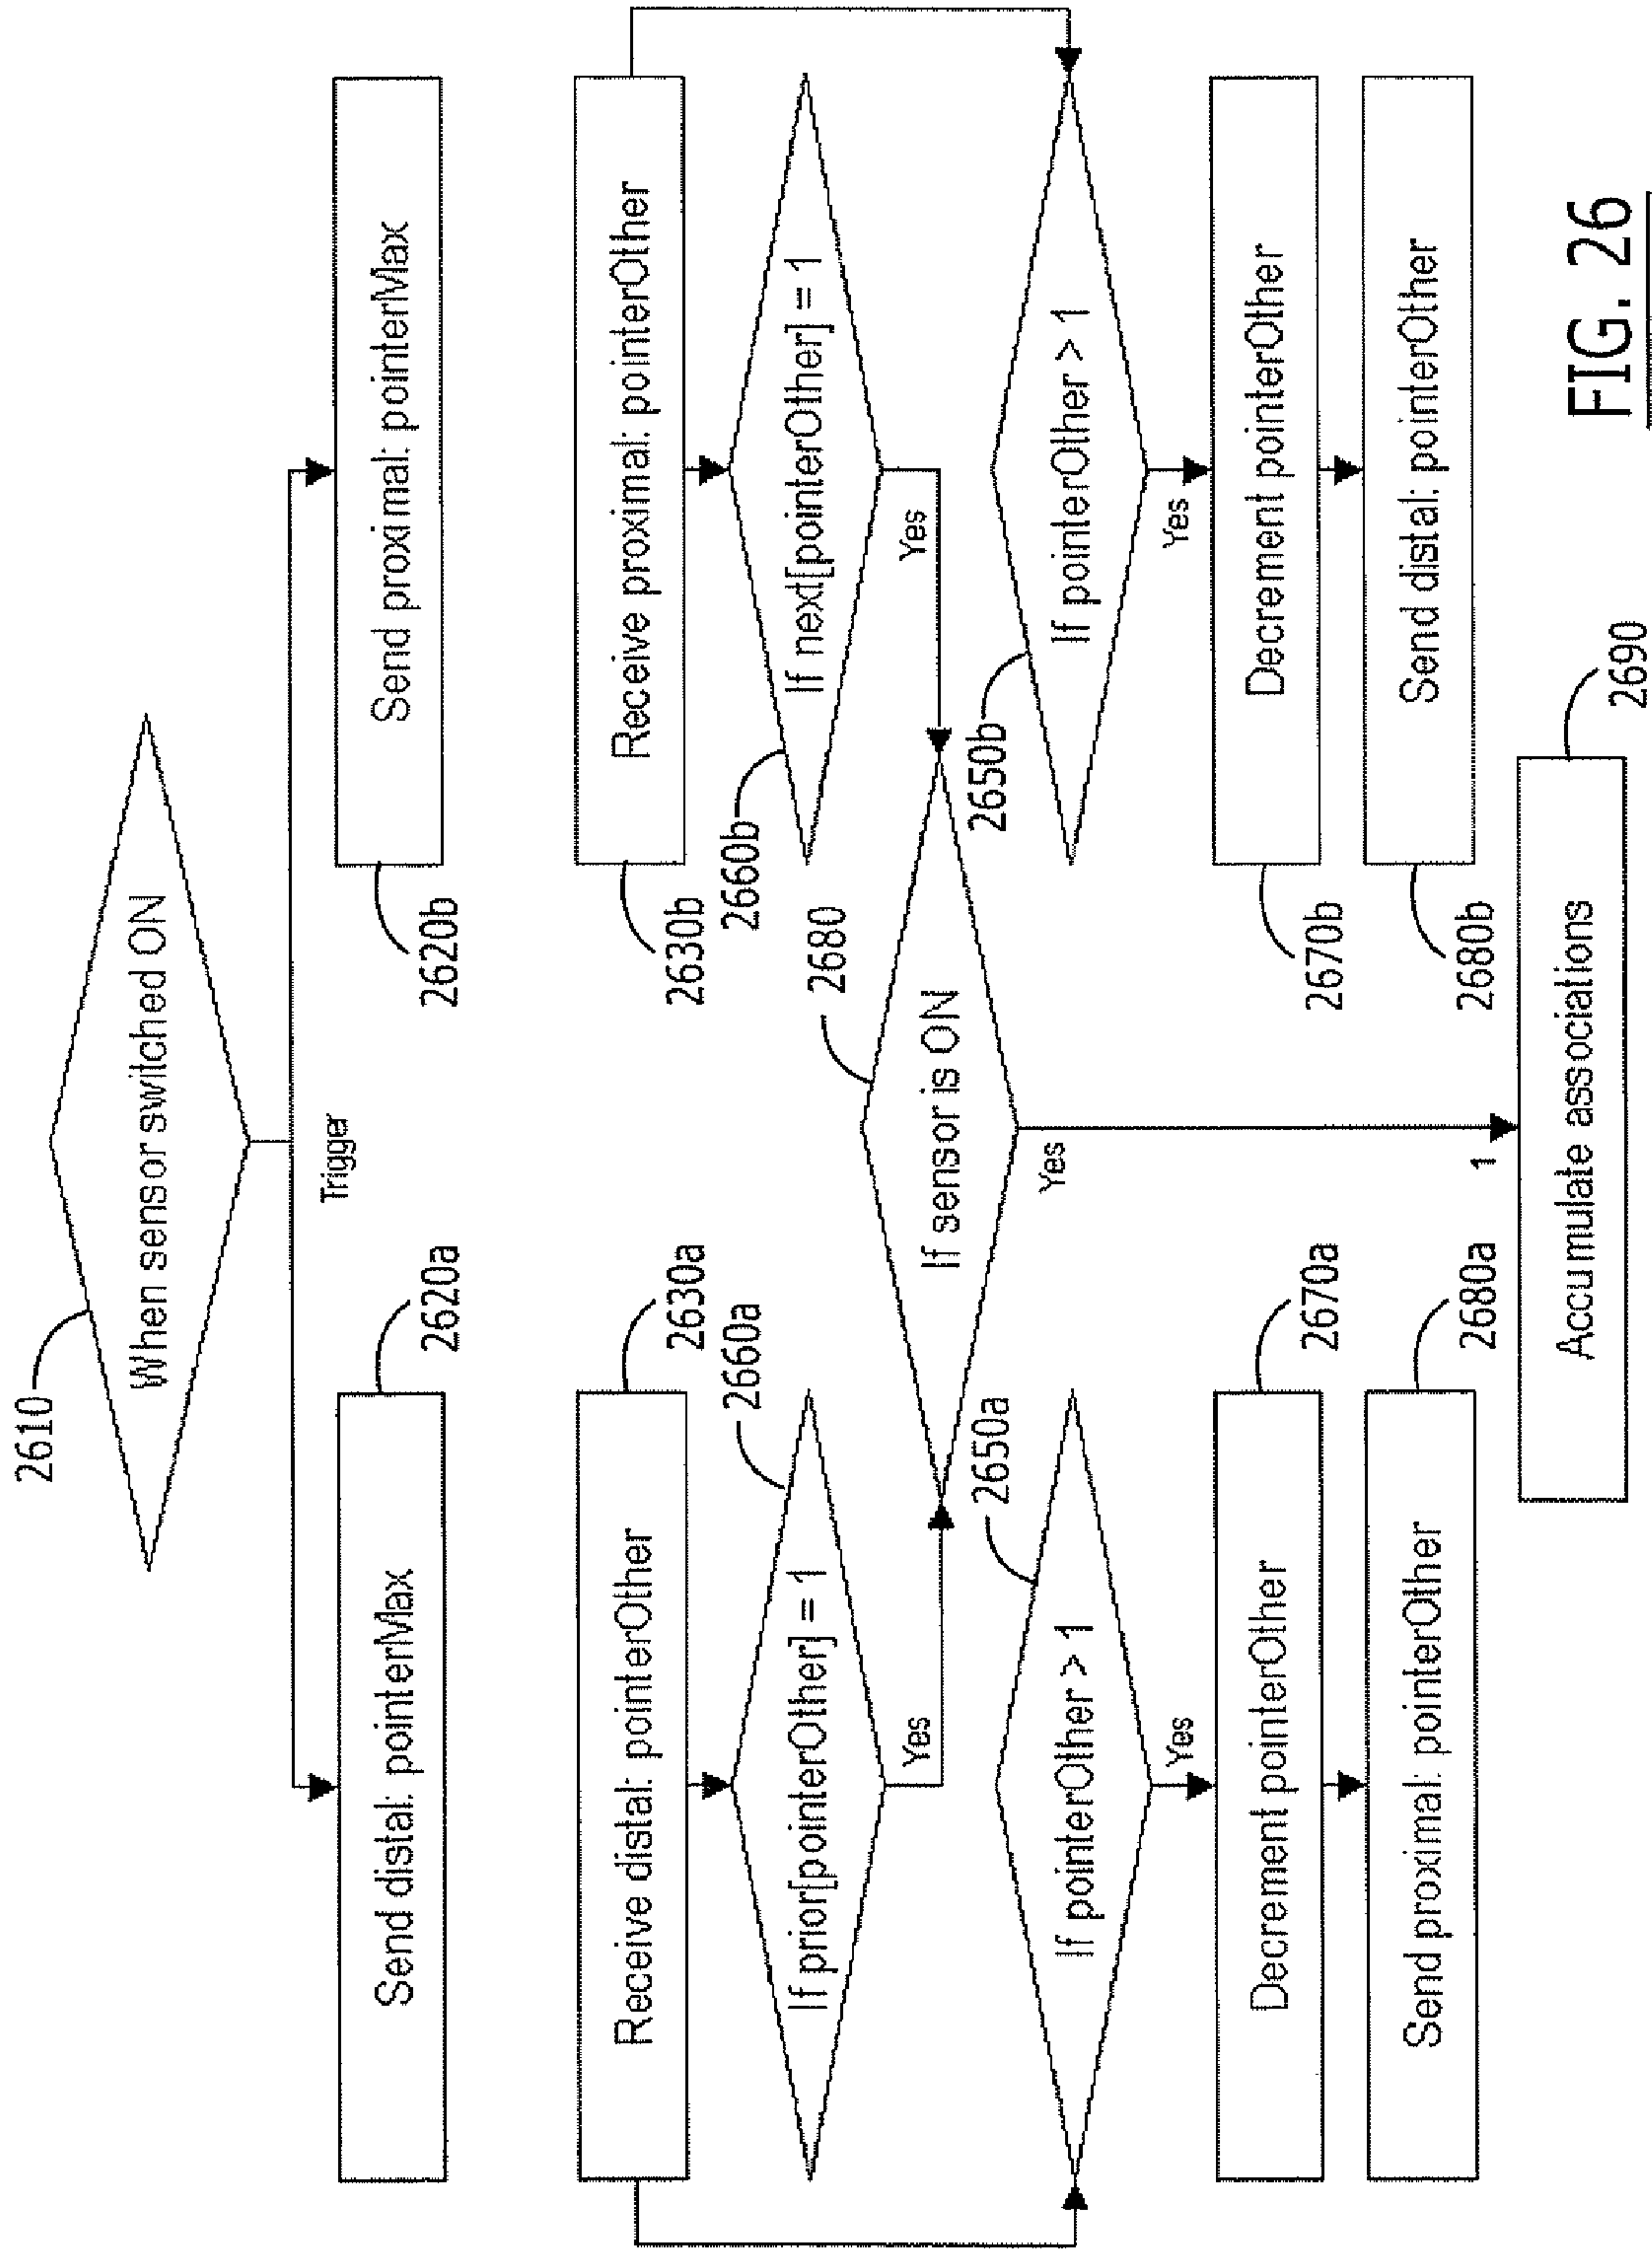 2610
When sensor switched ON
Trigger
Send distal: pointerMax
2620a
Send proximal: pointerMax
2620b
Receive distal: pointerOther
2630a
Receive proximal: pointerOther
2630b
If prior[pointerOther] = 1
2660a
Yes
If next[pointerOther] = 1
2660b
Yes
2680
If sensor is ON
Yes
1
If pointerOther > 1
2650a
Yes
If pointerOther > 1
2650b
Yes
Decrement pointerOther
2670a
Decrement pointerOther
2670b
Send proximal: pointerOther
2680a
Send distal: pointerOther
2680b
Accumulate associations
2690
FIG. 26